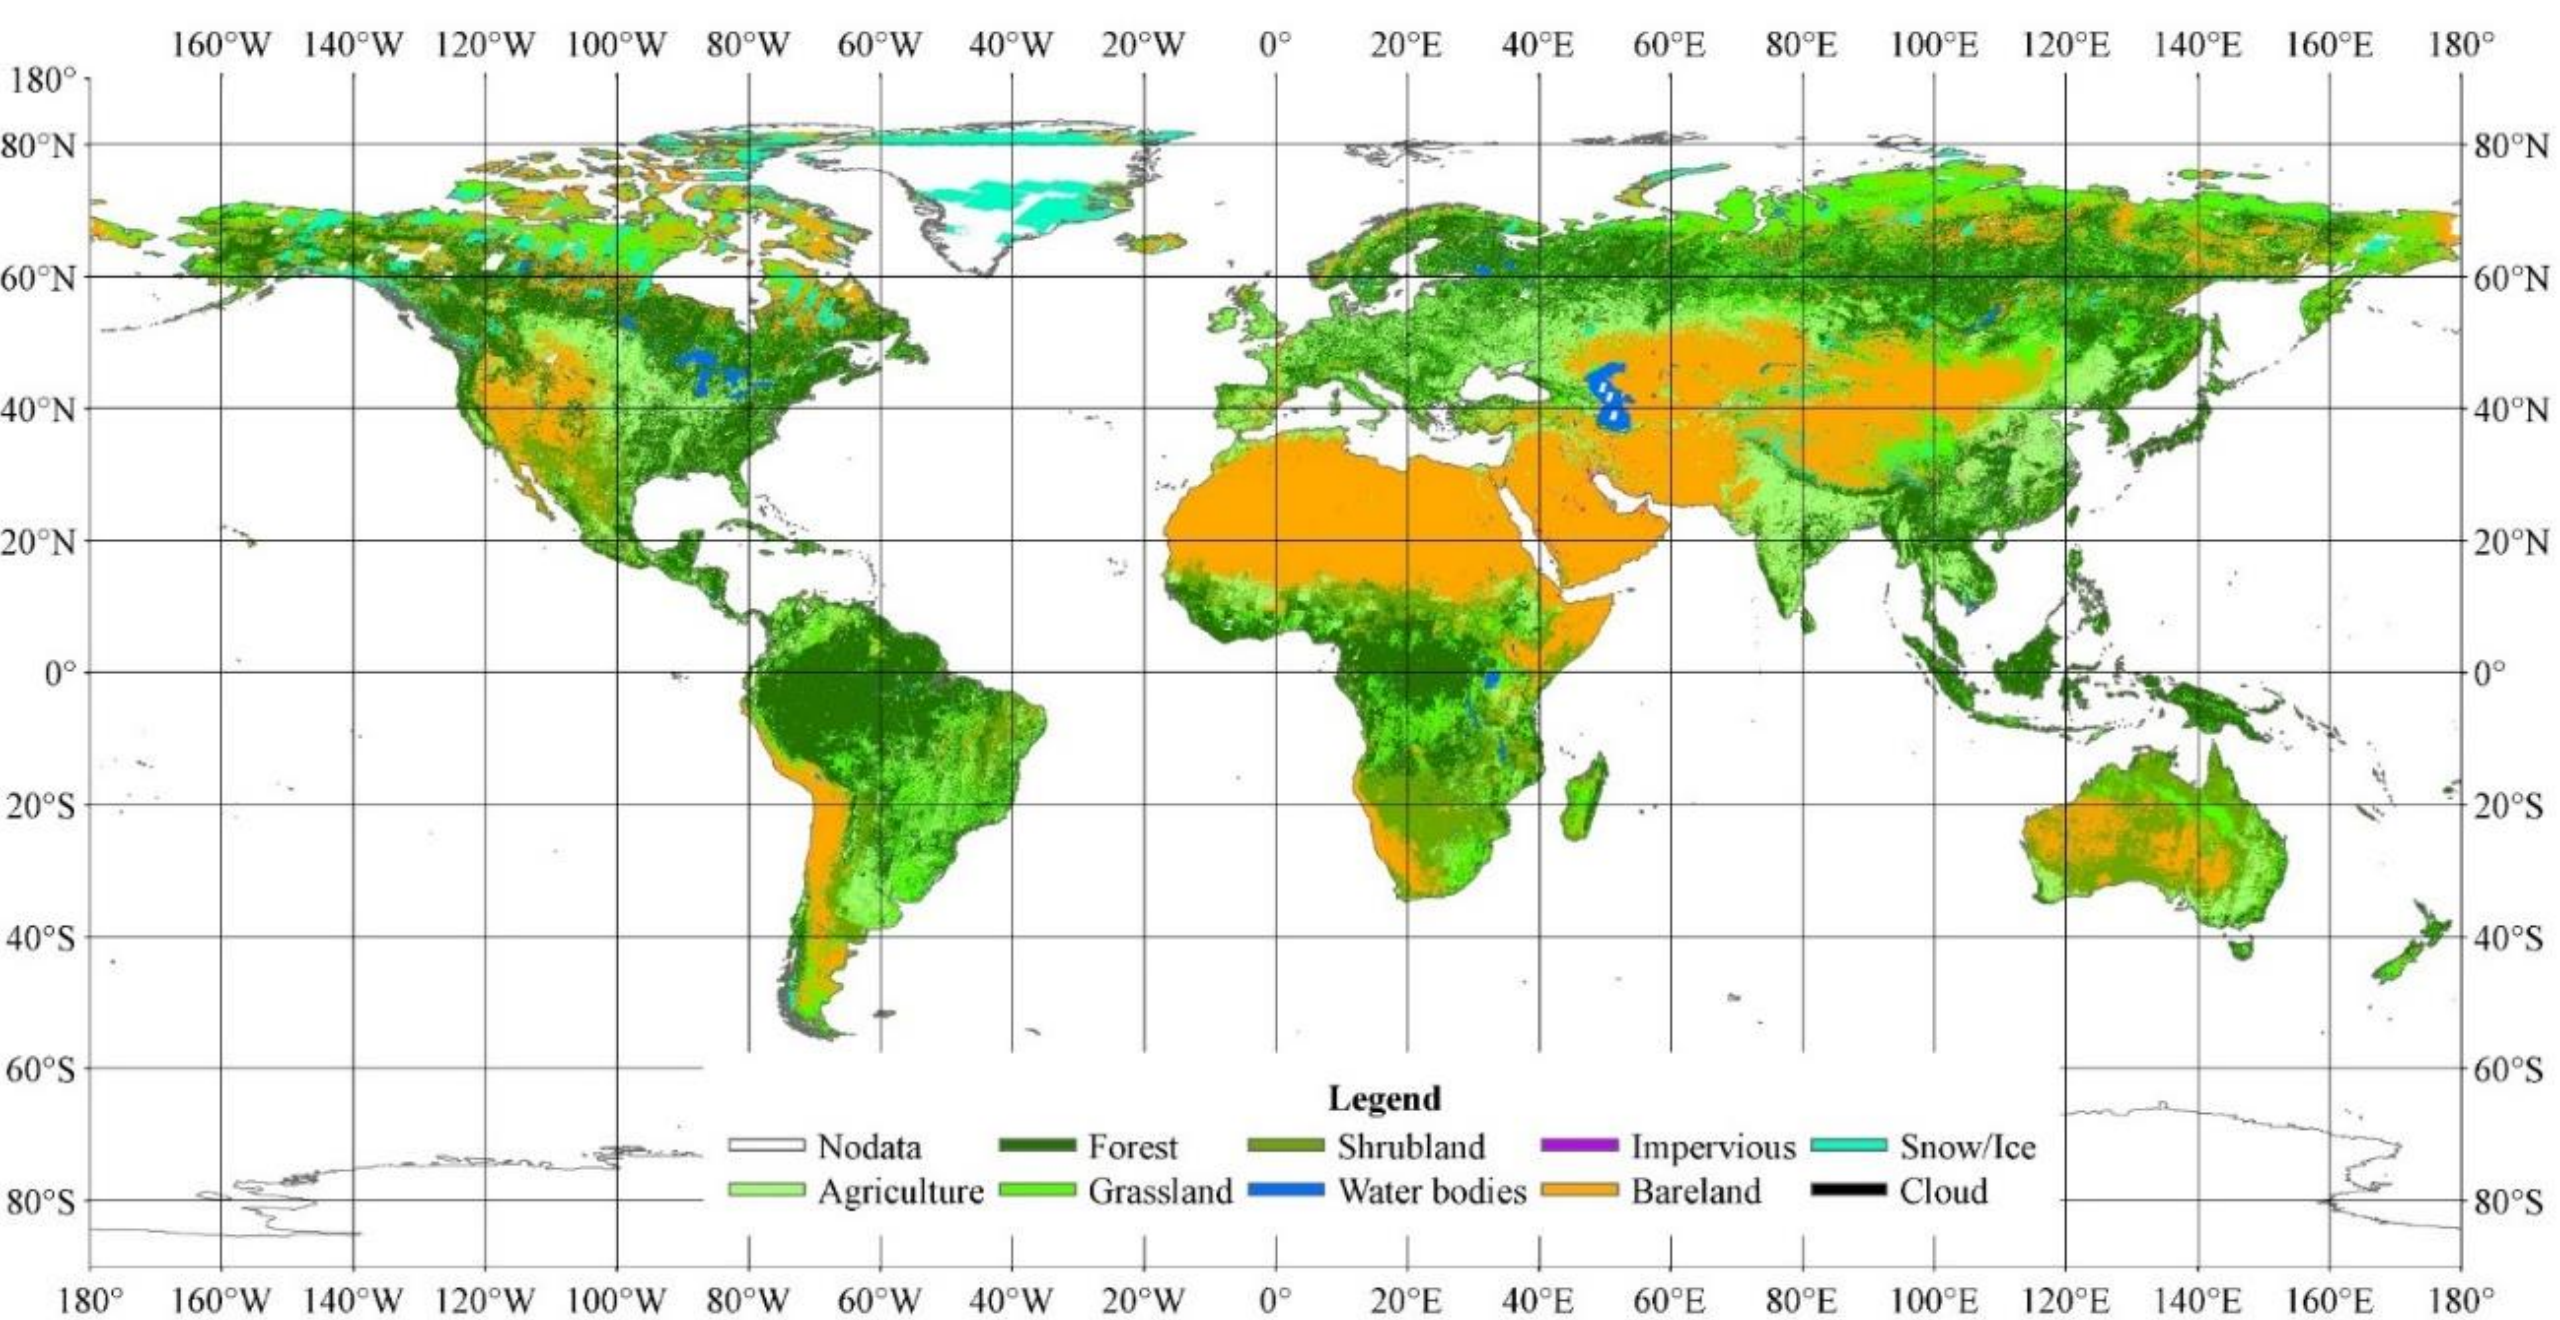 160°W 140°W 120°W 100°W 80°W 60°W 40°W 20°W 0° 20°E 40°E 60°E 80°E 100°E 120°E 140°E 160°E 180°
180°
80°N 80°N
60°N 60°N
40°N 40°N
20°N 20°N
0° 0°
20°S 20°S
40°S 40°S
60°S 60°S
Legend
Nodata Forest Shrubland Impervious Snow/Ice
Agriculture Grassland Water bodies Bareland Cloud
80°S 80°S
180° 160°W 140°W 120°W 100°W 80°W 60°W 40°W 20°W 0° 20°E 40°E 60°E 80°E 100°E 120°E 140°E 160°E 180°